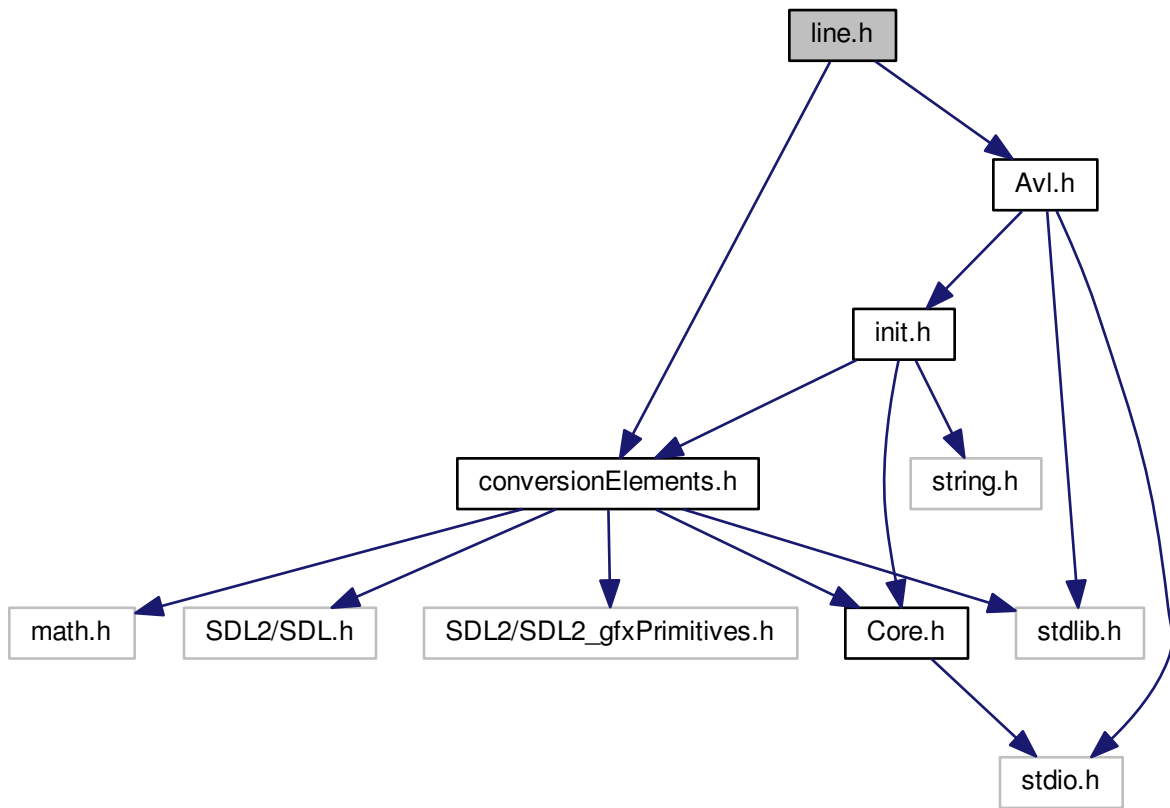 line.h
Avl.h
init.h
conversionElements.h
string.h
math.h
SDL2/SDL.h
SDL2/SDL2_gfxPrimitives.h
Core.h
stdlib.h
stdio.h